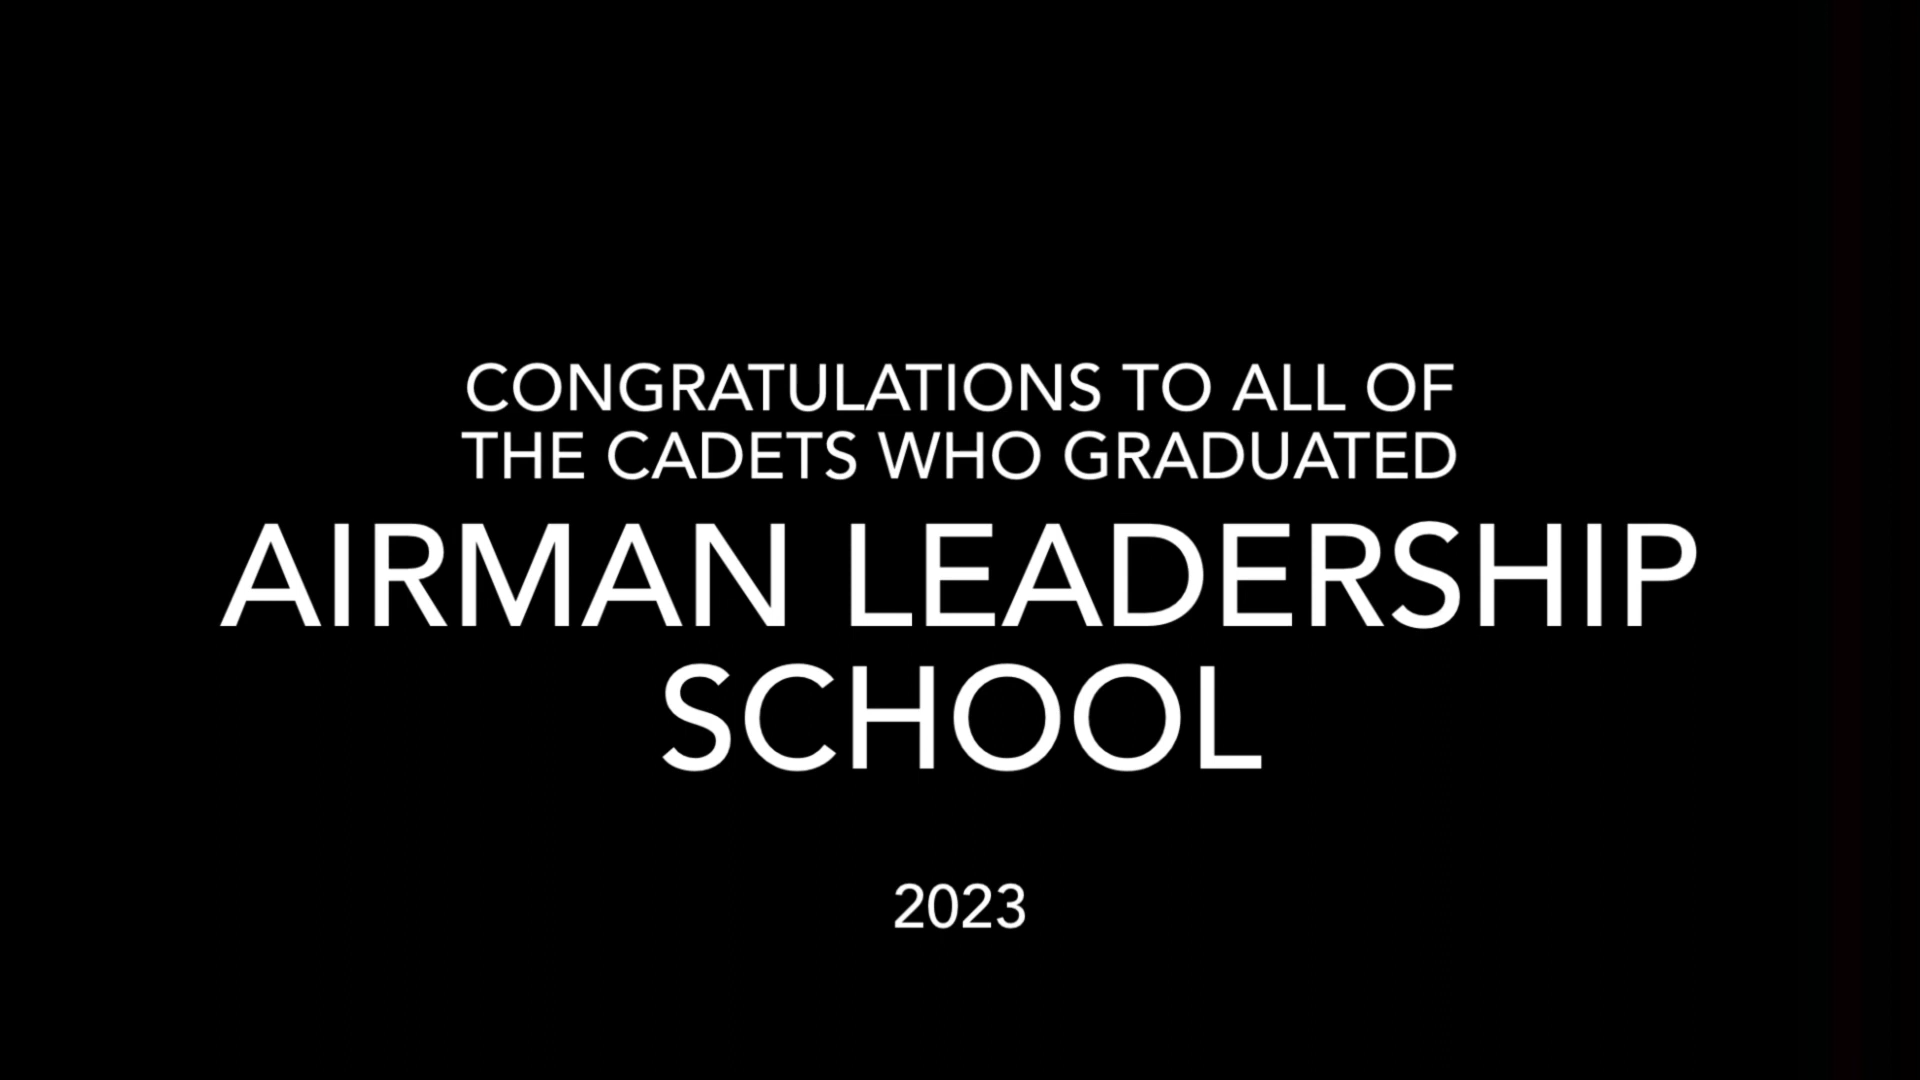 CONGRATULATIONS TO ALL OF
THE CADETS WHO GRADUATED
AIRMAN LEADERSHIP
SCHOOL
2023